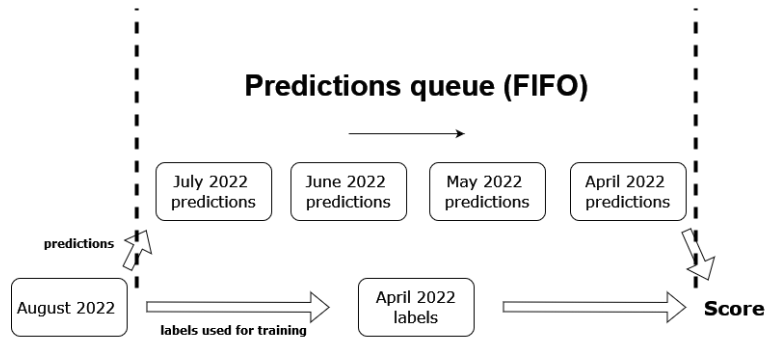 Predictions queue (FIFO)
July 2022
predictions
June 2022
predictions
May 2022
predictions
April 2022
predictions
predictions
August 2022
labels used for training
April 2022
labels
Score